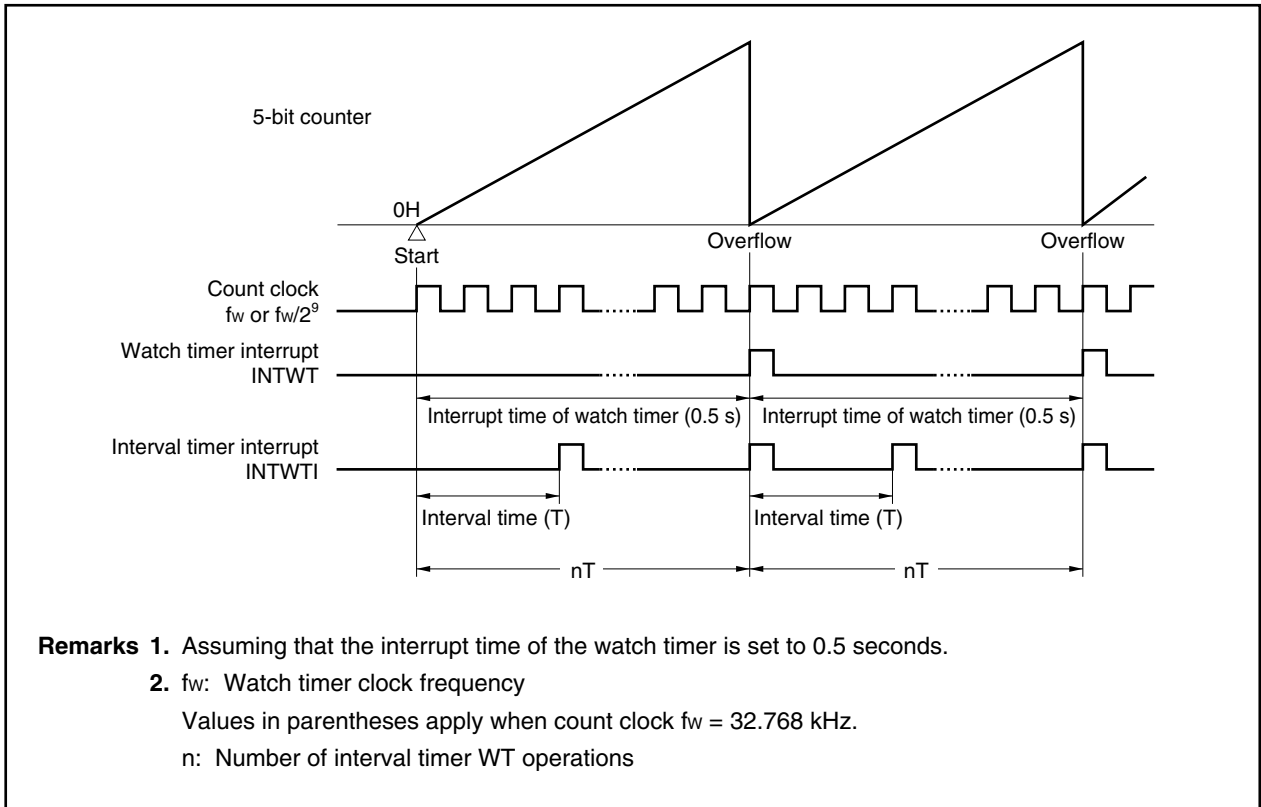 5-bit counter
0H
Start
Overflow
Overflow
Count clock
fw or fw/2⁹
Watch timer interrupt
INTWT
Interrupt time of watch timer (0.5 s)
Interrupt time of watch timer (0.5 s)
Interval timer interrupt
INTWTI
Interval time (T)
Interval time (T)
nT
nT
Remarks 1. Assuming that the interrupt time of the watch timer is set to 0.5 seconds.
2. fw: Watch timer clock frequency
Values in parentheses apply when count clock fw = 32.768 kHz.
n: Number of interval timer WT operations